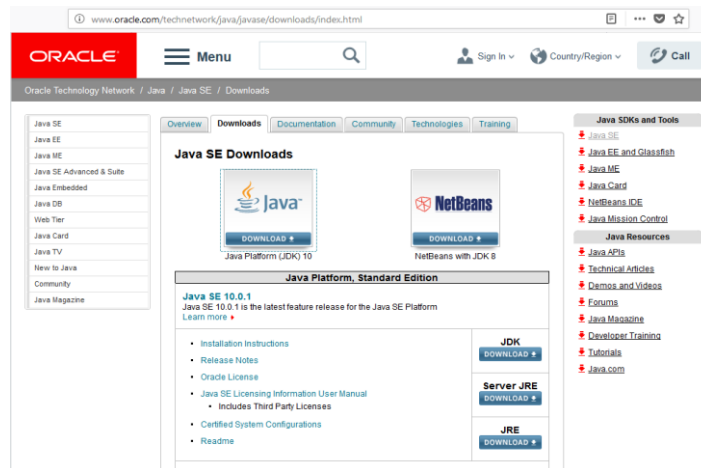 www.oracle.com/technetwork/java/javase/downloads/index.html
ORACLE
Menu
Sign In
Country/Region
Call
Oracle Technology Network / Java / Java SE / Downloads
Java SE
Java EE
Java ME
Java SE Advanced & Suite
Java Embedded
Java DB
Web Tier
Java Card
Java TV
New to Java
Community
Java Magazine
Overview Downloads Documentation Community Technologies Training
Java SE Downloads
Java
DOWNLOAD
Java Platform (JDK) 10
NetBeans
DOWNLOAD
NetBeans with JDK 8
Java Platform, Standard Edition
Java SE 10.0.1
Java SE 10.0.1 is the latest feature release for the Java SE Platform
Learn more
Installation Instructions
Release Notes
Oracle License
Java SE Licensing Information User Manual
Includes Third Party Licenses
Certified System Configurations
Readme
JDK
DOWNLOAD
Server JRE
DOWNLOAD
JRE
DOWNLOAD
Java SDKs and Tools
Java SE
Java EE and Glassfish
Java ME
Java Card
NetBeans IDE
Java Mission Control
Java Resources
Java APIs
Technical Articles
Demos and Videos
Forums
Java Magazine
Developer Training
Tutorials
Java.com